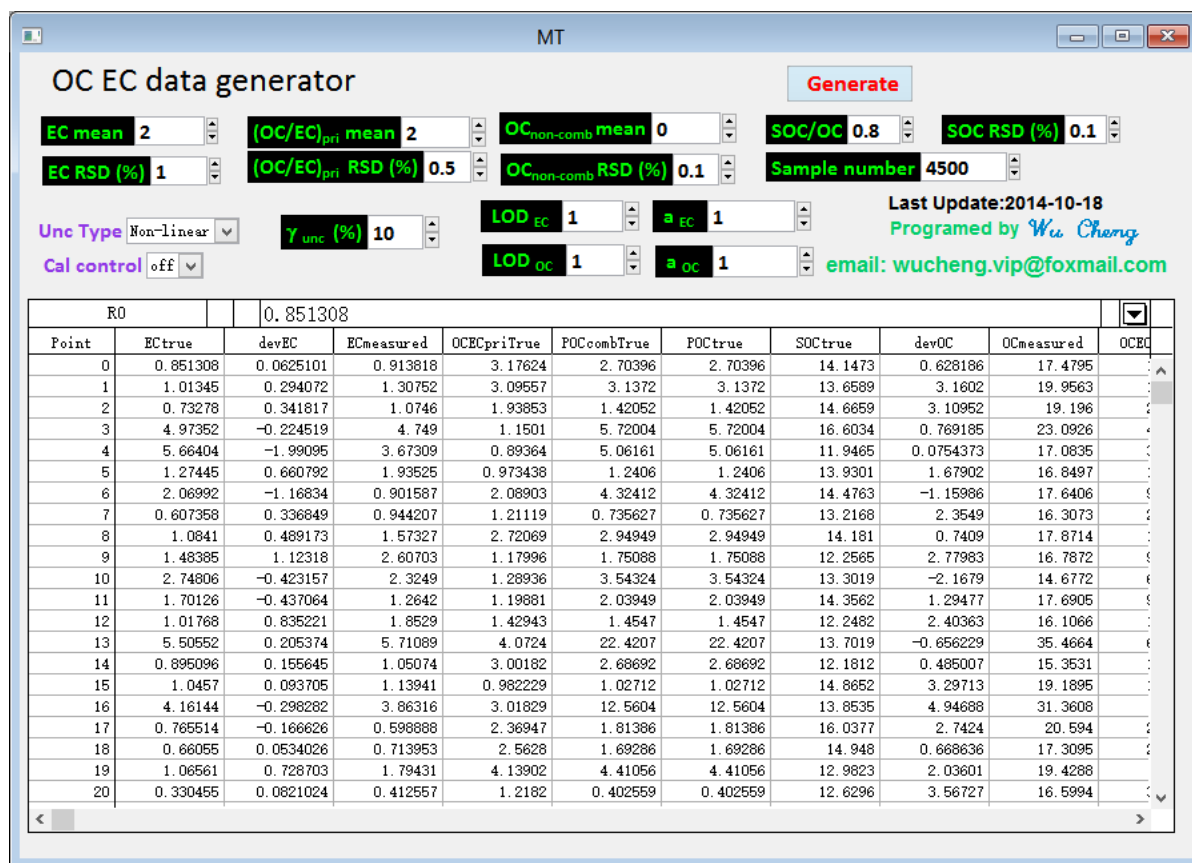 MT
OC EC data generator
Generate
EC mean 2 (OC/EC)pri mean 2 OCnon-comb mean 0 SOC/OC 0.8 SOC RSD (%) 0.1
EC RSD (%) 1 (OC/EC)pri RSD (%) 0.5 OCnon-comb RSD (%) 0.1 Sample number 4500
Last Update:2014-10-18
Unc Type Non-linear γ unc (%) 10 LOD EC 1 a EC 1 Programed by Wu Cheng
Cal control off LOD OC 1 a OC 1 email: wucheng.vip@foxmail.com
R0 0.851308
Point ECtrue devEC ECmeasured OCECpriTrue POCcombTrue POCtrue SOCtrue devOC OCmeasured
0 0.851308 0.0625101 0.913818 3.17624 2.70396 2.70396 14.1473 0.628186 17.4795
1 1.01345 0.294072 1.30752 3.09557 3.1372 3.1372 13.6589 3.1602 19.9563
2 0.73278 0.341817 1.0746 1.93853 1.42052 1.42052 14.6659 3.10952 19.196
3 4.97352 -0.224519 4.749 1.1501 5.72004 5.72004 16.6034 0.769185 23.0926
4 5.66404 -1.99095 3.67309 0.89364 5.06161 5.06161 11.9465 0.0754373 17.0835
5 1.27445 0.660792 1.93525 0.973438 1.2406 1.2406 13.9301 1.67902 16.8497
6 2.06992 -1.16834 0.901587 2.08903 4.32412 4.32412 14.4763 -1.15986 17.6406
7 0.607358 0.336849 0.944207 1.21119 0.735627 0.735627 13.2168 2.3549 16.3073
8 1.0841 0.489173 1.57327 2.72069 2.94949 2.94949 14.181 0.7409 17.8714
9 1.48385 1.12318 2.60703 1.17996 1.75088 1.75088 12.2565 2.77983 16.7872
10 2.74806 -0.423157 2.3249 1.28936 3.54324 3.54324 13.3019 -2.1679 14.6772
11 1.70126 -0.437064 1.2642 1.19881 2.03949 2.03949 14.3562 1.29477 17.6905
12 1.01768 0.835221 1.8529 1.42943 1.4547 1.4547 12.2482 2.40363 16.1066
13 5.50552 0.205374 5.71089 4.0724 22.4207 22.4207 13.7019 -0.656229 35.4664
14 0.895096 0.155645 1.05074 3.00182 2.68692 2.68692 12.1812 0.485007 15.3531
15 1.0457 0.093705 1.13941 0.982229 1.02712 1.02712 14.8652 3.29713 19.1895
16 4.16144 -0.298282 3.86316 3.01829 12.5604 12.5604 13.8535 4.94688 31.3608
17 0.765514 -0.166626 0.598888 2.36947 1.81386 1.81386 16.0377 2.7424 20.594
18 0.66055 0.0534026 0.713953 2.5628 1.69286 1.69286 14.948 0.668636 17.3095
19 1.06561 0.728703 1.79431 4.13902 4.41056 4.41056 12.9823 2.03601 19.4288
20 0.330455 0.0821024 0.412557 1.2182 0.402559 0.402559 12.6296 3.56727 16.5994